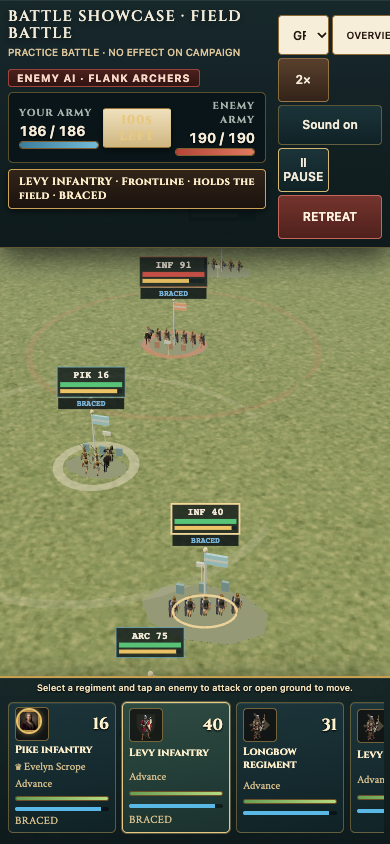 BATTLE SHOWCASE · FIELD
BATTLE
PRACTICE BATTLE · NO EFFECT ON CAMPAIGN
ENEMY AI · FLANK ARCHERS
YOUR ARMY
186 / 186
100s
LEFT
ENEMY
ARMY
190 / 190
LEVY INFANTRY · FRONTLINE · HOLDS THE
FIELD · BRACED
OVERVIE
2×
Sound on
II
PAUSE
RETREAT
INF 91
BRACED
PIK 16
BRACED
INF 40
BRACED
ARC 75
Select a regiment and tap an enemy to attack or open ground to move.
16
PIKE INFANTRY
♛ Evelyn Scrope
Advance
BRACED
40
LEVY INFANTRY
Advance
BRACED
31
LONGBOW
REGIMENT
Advance
LEVY
Advan